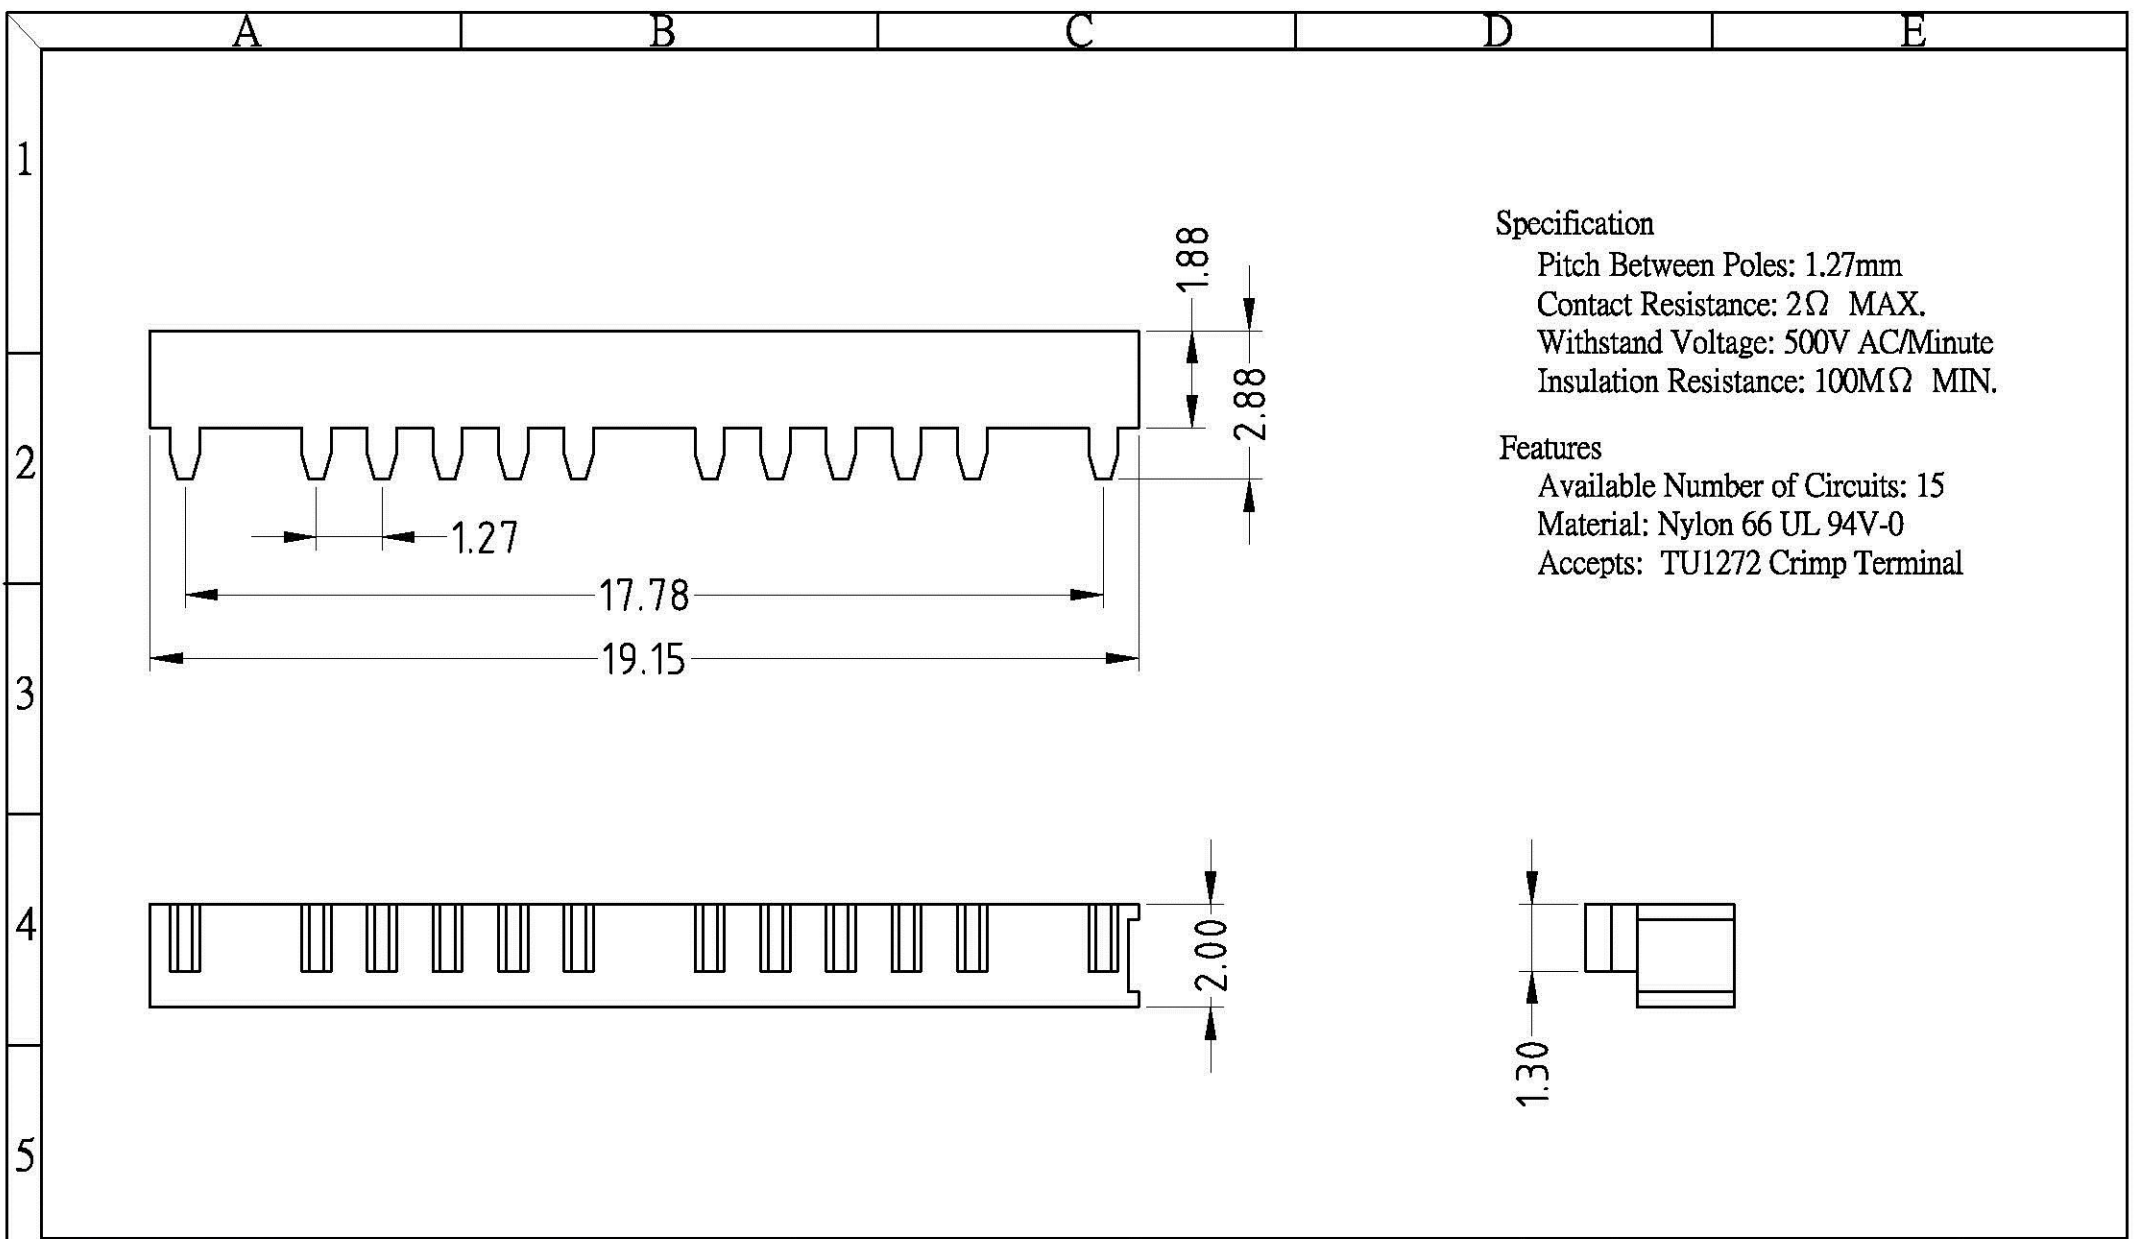 A B C D E
1
2
3
4
5
1.88
2.88
1.27
17.78
19.15
Specification
Pitch Between Poles: 1.27mm
Contact Resistance: 2Ω MAX.
Withstand Voltage: 500V AC/Minute
Insulation Resistance: 100MΩ MIN.
Features
Available Number of Circuits: 15
Material: Nylon 66 UL 94V-0
Accepts: TU1272 Crimp Terminal
2.00
1.30